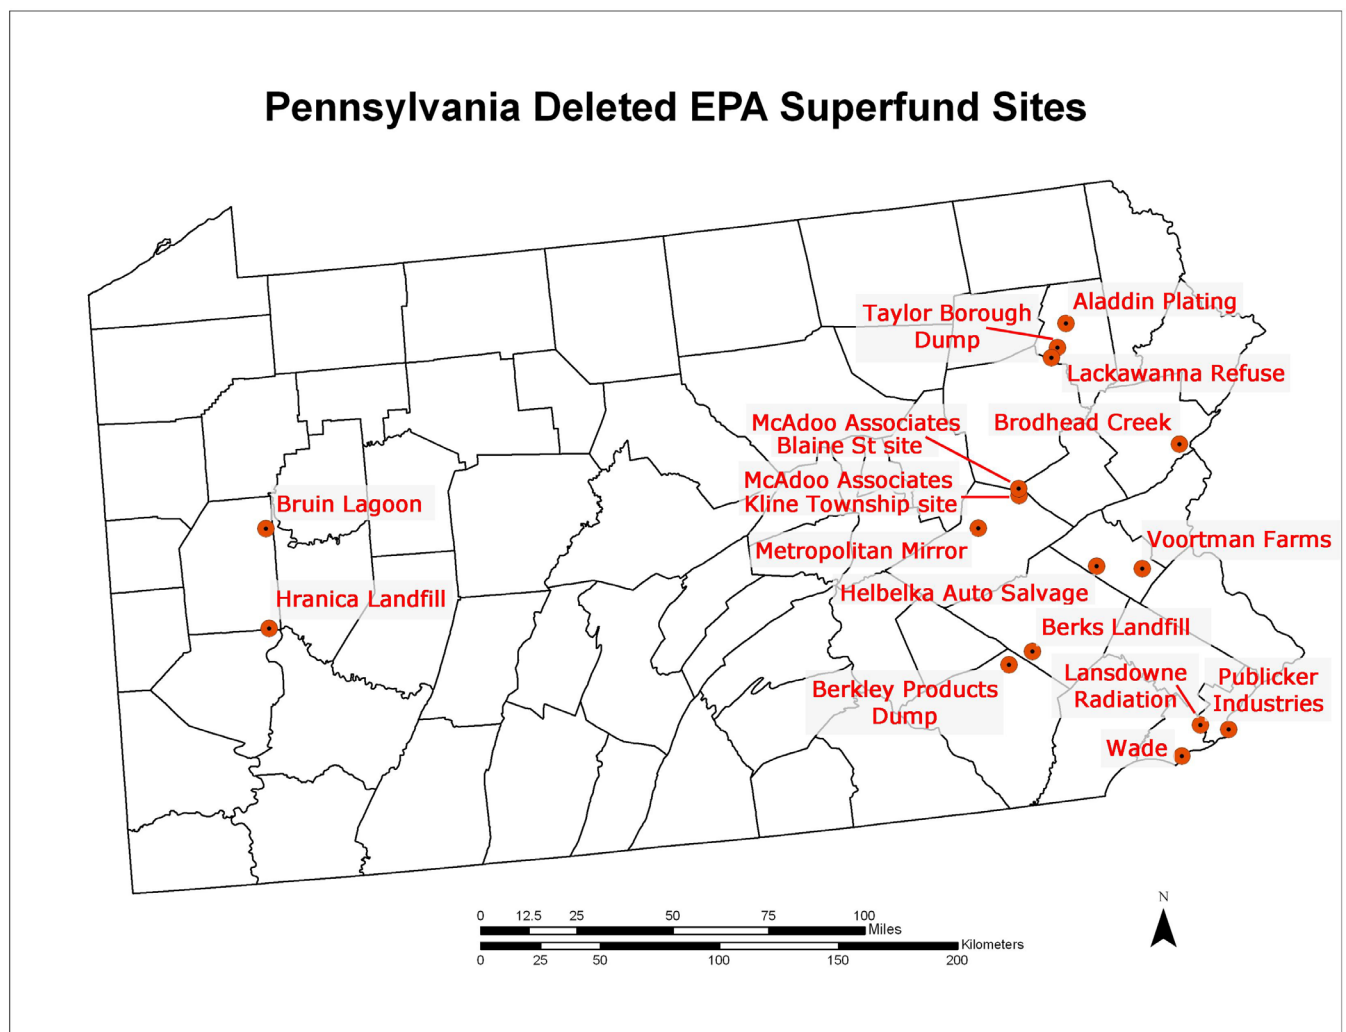 Pennsylvania Deleted EPA Superfund Sites
Aladdin Plating
Taylor Borough
Dump
Lackawanna Refuse
McAdoo Associates
Blaine St site
Brodhead Creek
McAdoo Associates
Kline Township site
Bruin Lagoon
Metropolitan Mirror
Voortman Farms
Helbelka Auto Salvage
Hranica Landfill
Berks Landfill
Lansdowne
Radiation
Publicker
Industries
Berkley Products
Dump
Wade
N
0 12.5 25 50 75 100
Miles
Kilometers
0 25 50 100 150 200